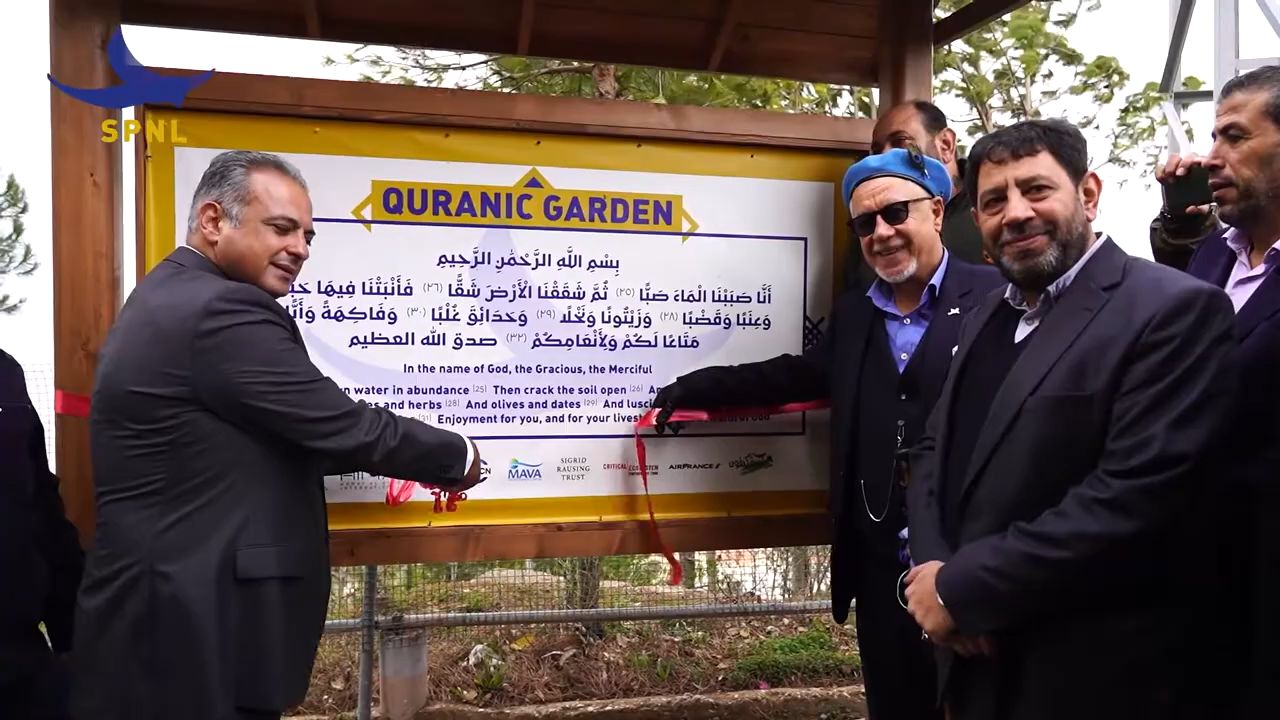 SPNL
QURANIC GARDEN
بِسْمِ اللَّهِ الرَّحْمَٰنِ الرَّحِيمِ
أَنَّا صَبَبْنَا الْمَاءَ صَبًّا (٢٥) ثُمَّ شَقَقْنَا الْأَرْضَ شَقًّا (٢٦) فَأَنْبَتْنَا فِيهَا
وَعِنَبًا وَقَضْبًا (٢٨) وَزَيْتُونًا وَنَخْلًا (٢٩) وَحَدَائِقَ غُلْبًا (٣٠) وَفَاكِهَةً
مَتَاعًا لَكُمْ وَلِأَنْعَامِكُمْ (٣٢) صدق الله العظيم
In the name of God, the Gracious, the Merciful
water in abundance [25] Then crack the soil open [26]
and herbs [28] And olives and dates [29] And
[31] Enjoyment for you, and for your God
MAVA SIGRID RAUSING TRUST CRITICAL AIRFRANCE